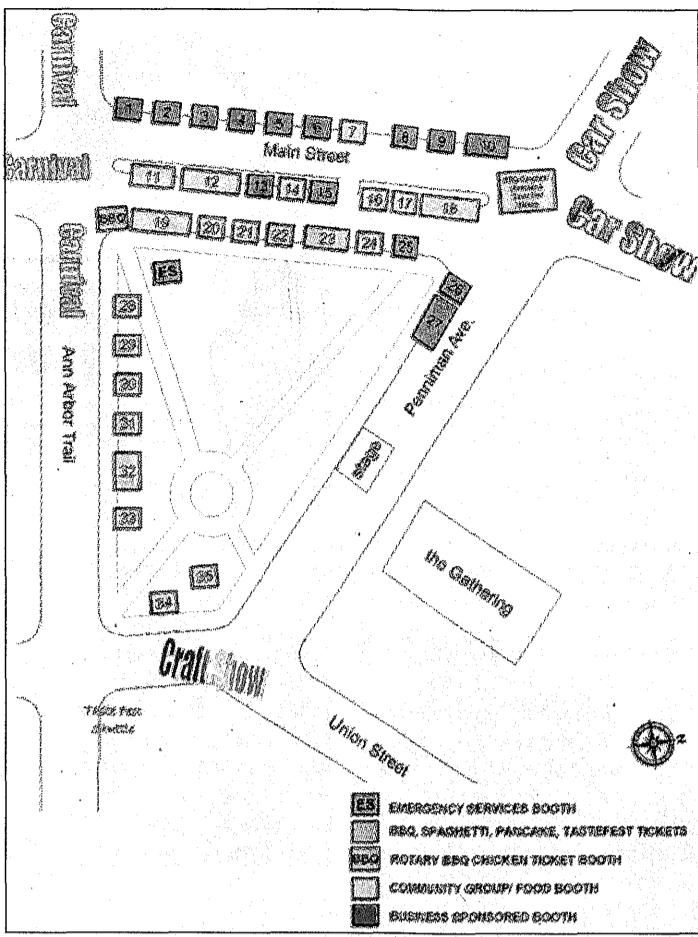 Carnival
Car Show
1 2 3 4 5 6 7 8 9 10
Main Street
Carnival
11 12 13 14 15 16 17 18
Car Show
BBQ 19 20 21 22 23 24 25
Carnival
ES
26
27
28
29
30
31
32
33
Ann Arbor Trail
Penniman Ave.
stage
the Gathering
35
34
Craft Show
Union Street
Z
ES EMERGENCY SERVICES BOOTH
BBQ, SPAGHETTI, PANCAKE, TASTEFEST TICKETS
BBQ ROTARY BBQ CHICKEN TICKET BOOTH
COMMUNITY GROUP/ FOOD BOOTH
BUSINESS SPONSORED BOOTH